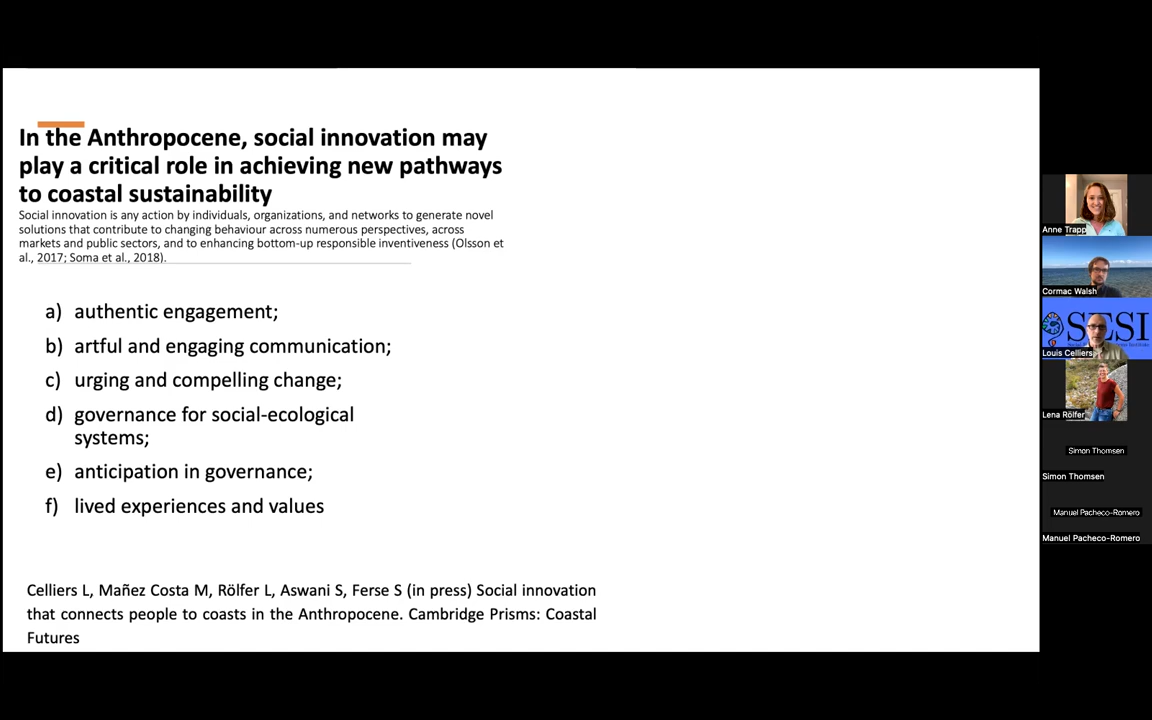 In the Anthropocene, social innovation may
play a critical role in achieving new pathways
to coastal sustainability
Social innovation is any action by individuals, organizations, and networks to generate novel
solutions that contribute to changing behaviour across numerous perspectives, across
markets and public sectors, and to enhancing bottom-up responsible inventiveness (Olsson et
al., 2017; Soma et al., 2018).
a) authentic engagement;
b) artful and engaging communication;
c) urging and compelling change;
d) governance for social-ecological
systems;
e) anticipation in governance;
f) lived experiences and values
Celliers L, Mañez Costa M, Rölfer L, Aswani S, Ferse S (in press) Social innovation
that connects people to coasts in the Anthropocene. Cambridge Prisms: Coastal
Futures
Anne Trapp
Cormac Walsh
SESI
Louis Celliers
Lena Rölfer
Simon Thomsen
Simon Thomsen
Manuel Pacheco-Romero
Manuel Pacheco-Romero